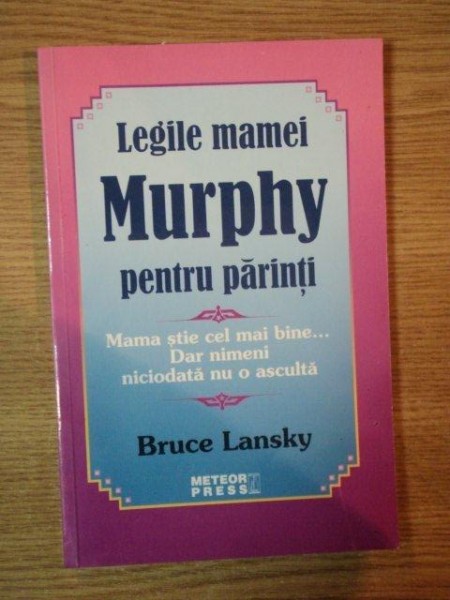 Legile mamei
Murphy
pentru părinți
Mama știe cel mai bine...
Dar nimeni
niciodată nu o ascultă
Bruce Lansky
METEOR
PRESS